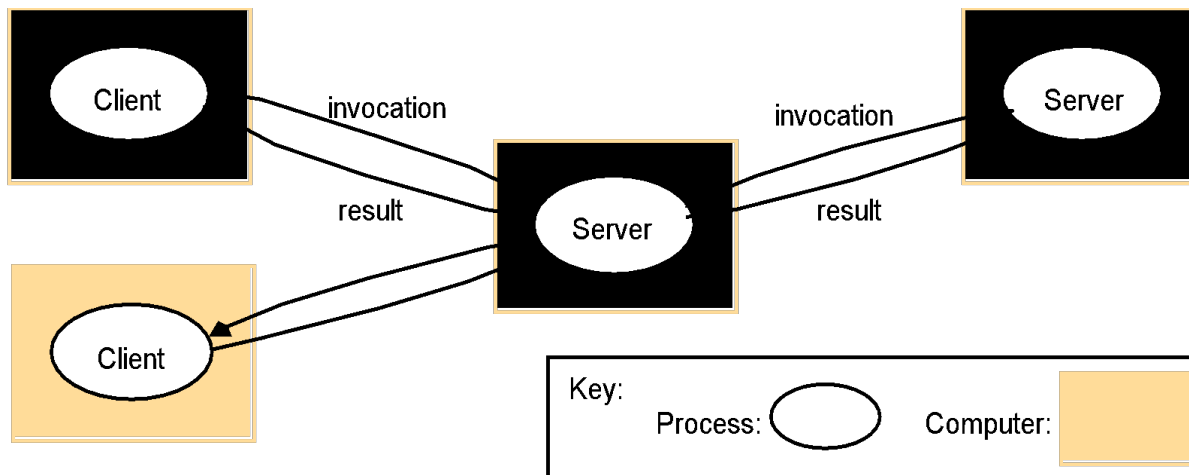 Client
invocation
result
Server
invocation
result
Server
Client
Key:
Process:
Computer: